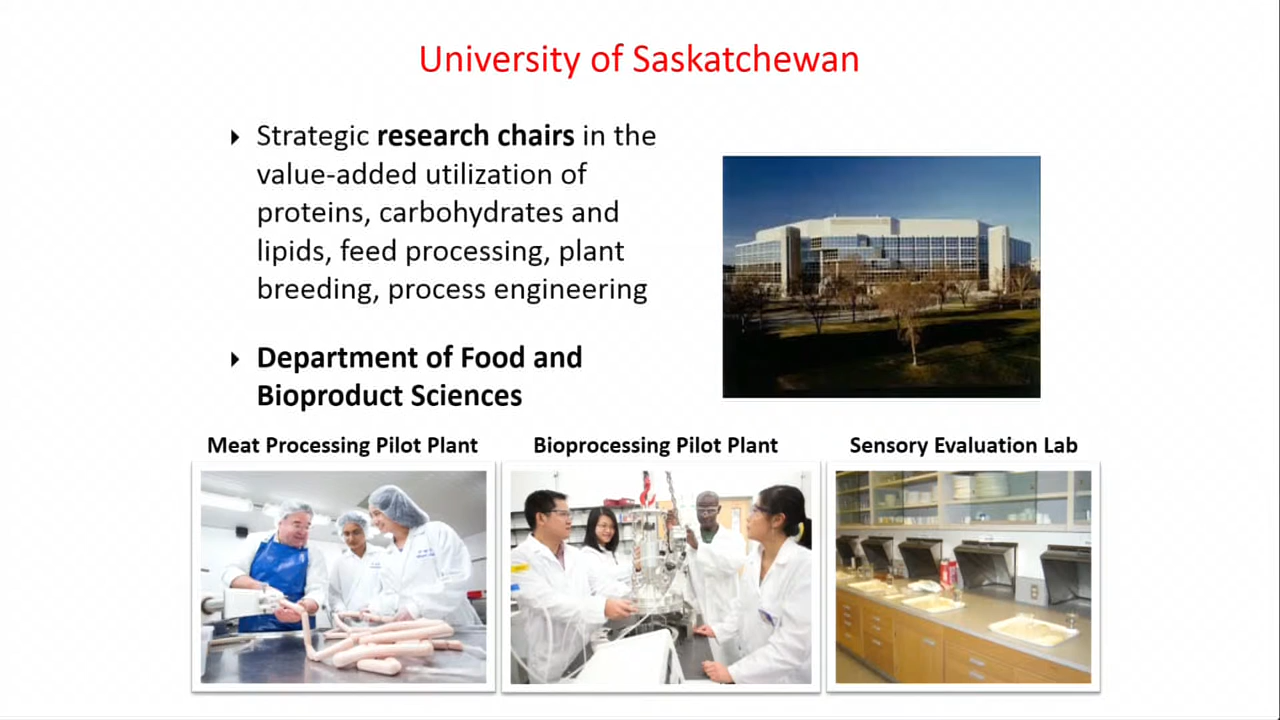 University of Saskatchewan
Strategic research chairs in the
value-added utilization of
proteins, carbohydrates and
lipids, feed processing, plant
breeding, process engineering
Department of Food and
Bioproduct Sciences
Meat Processing Pilot Plant
Bioprocessing Pilot Plant
Sensory Evaluation Lab